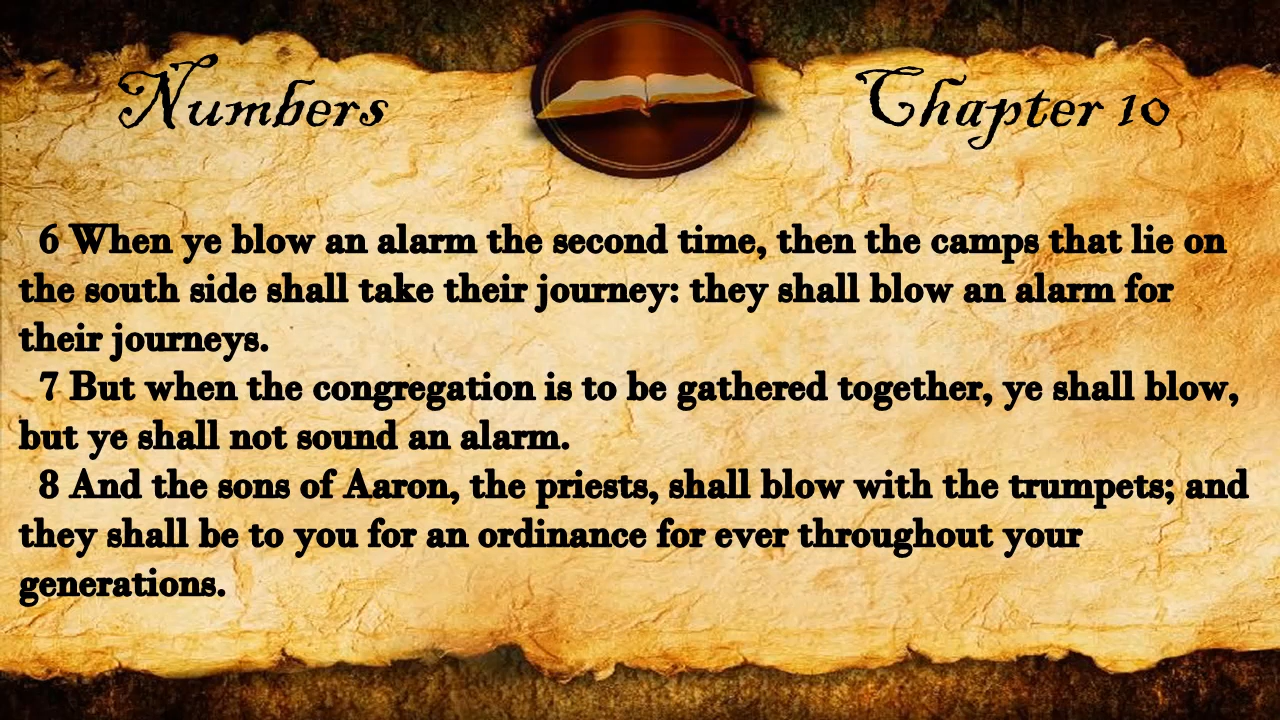 Numbers
Chapter 10
6 When ye blow an alarm the second time, then the camps that lie on
the south side shall take their journey: they shall blow an alarm for
their journeys.
7 But when the congregation is to be gathered together, ye shall blow,
but ye shall not sound an alarm.
8 And the sons of Aaron, the priests, shall blow with the trumpets; and
they shall be to you for an ordinance for ever throughout your
generations.